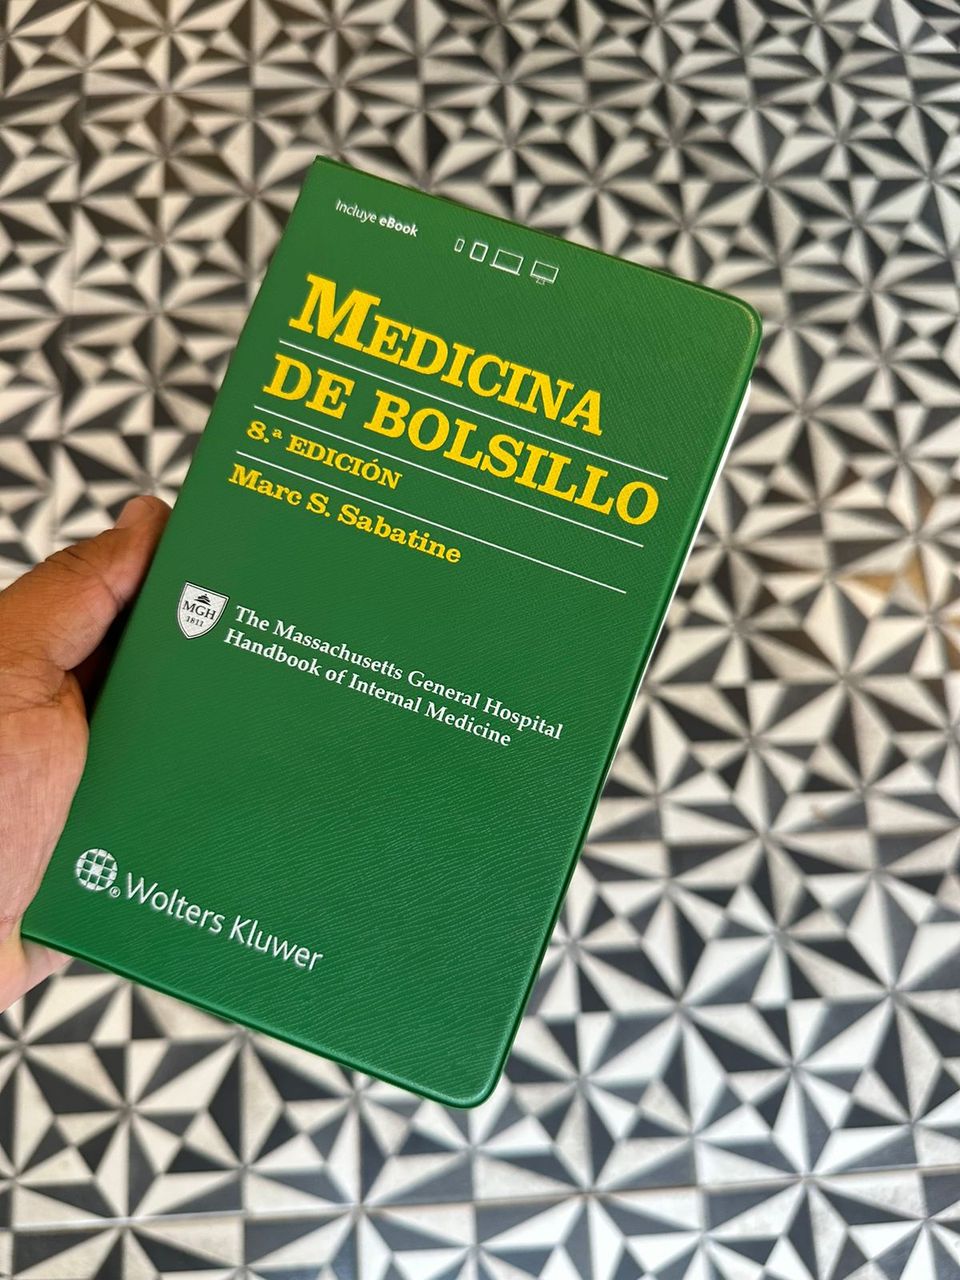 Incluye eBook
MEDICINA
DE BOLSILLO
8.ª EDICIÓN
Marc S. Sabatine
MGH
1811
The Massachusetts General Hospital
Handbook of Internal Medicine
® Wolters Kluwer